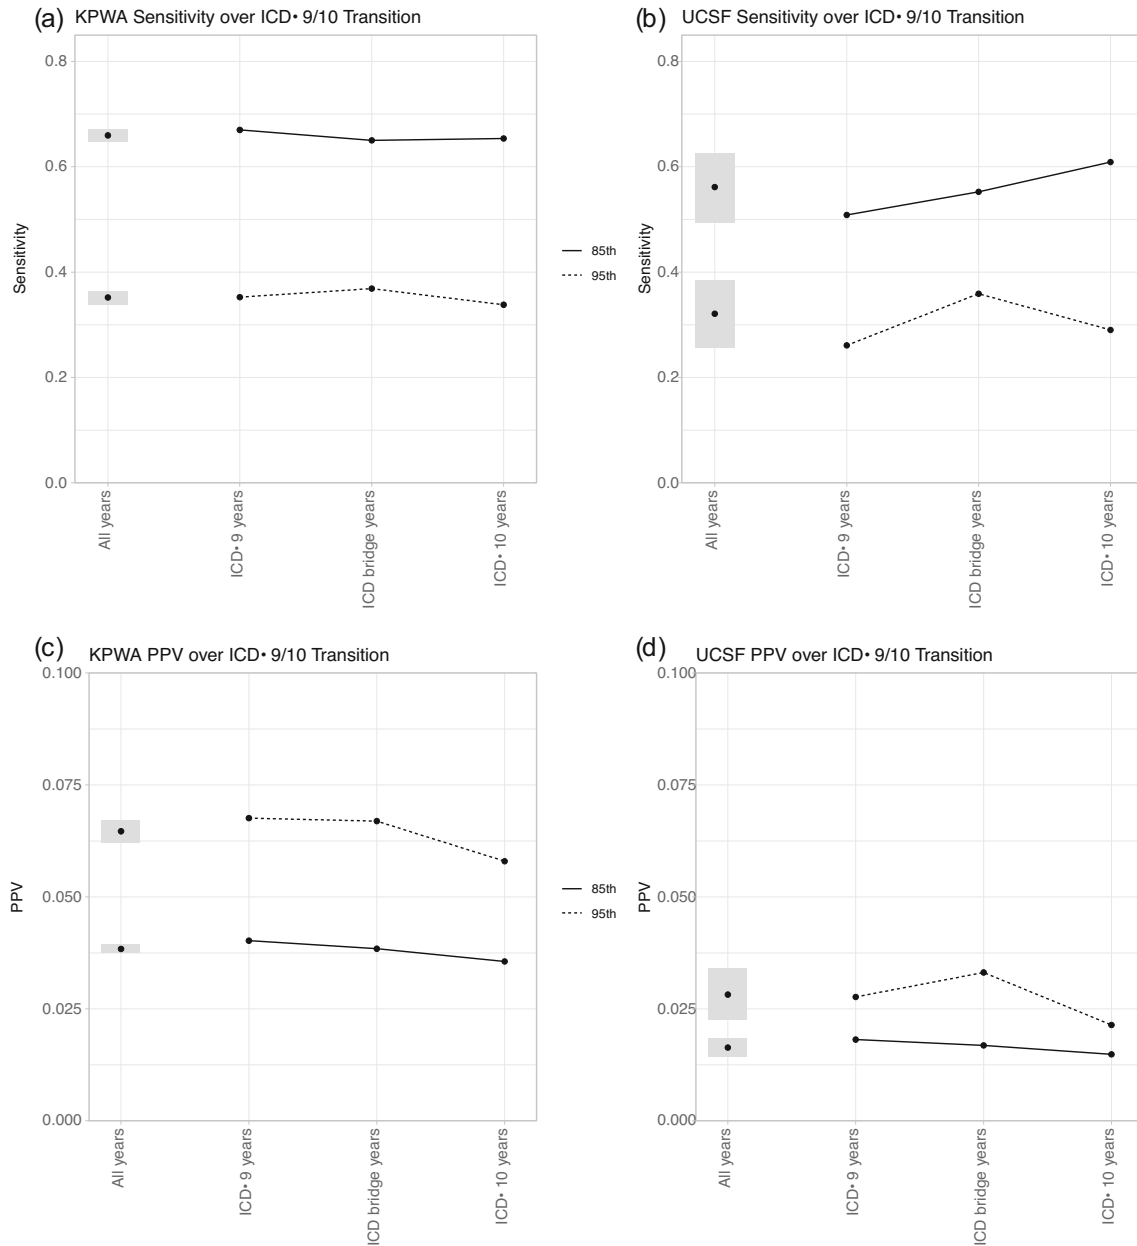 (a) KPWA Sensitivity over ICD• 9/10 Transition
0.8
0.6
0.4
0.2
0.0
Sensitivity
All years
ICD• 9 years
ICD bridge years
ICD• 10 years
85th
95th
(b) UCSF Sensitivity over ICD• 9/10 Transition
0.8
0.6
0.4
0.2
0.0
Sensitivity
All years
ICD• 9 years
ICD bridge years
ICD• 10 years
(c) KPWA PPV over ICD• 9/10 Transition
0.100
0.075
0.050
0.025
0.000
PPV
All years
ICD• 9 years
ICD bridge years
ICD• 10 years
85th
95th
(d) UCSF PPV over ICD• 9/10 Transition
0.100
0.075
0.050
0.025
0.000
PPV
All years
ICD• 9 years
ICD bridge years
ICD• 10 years